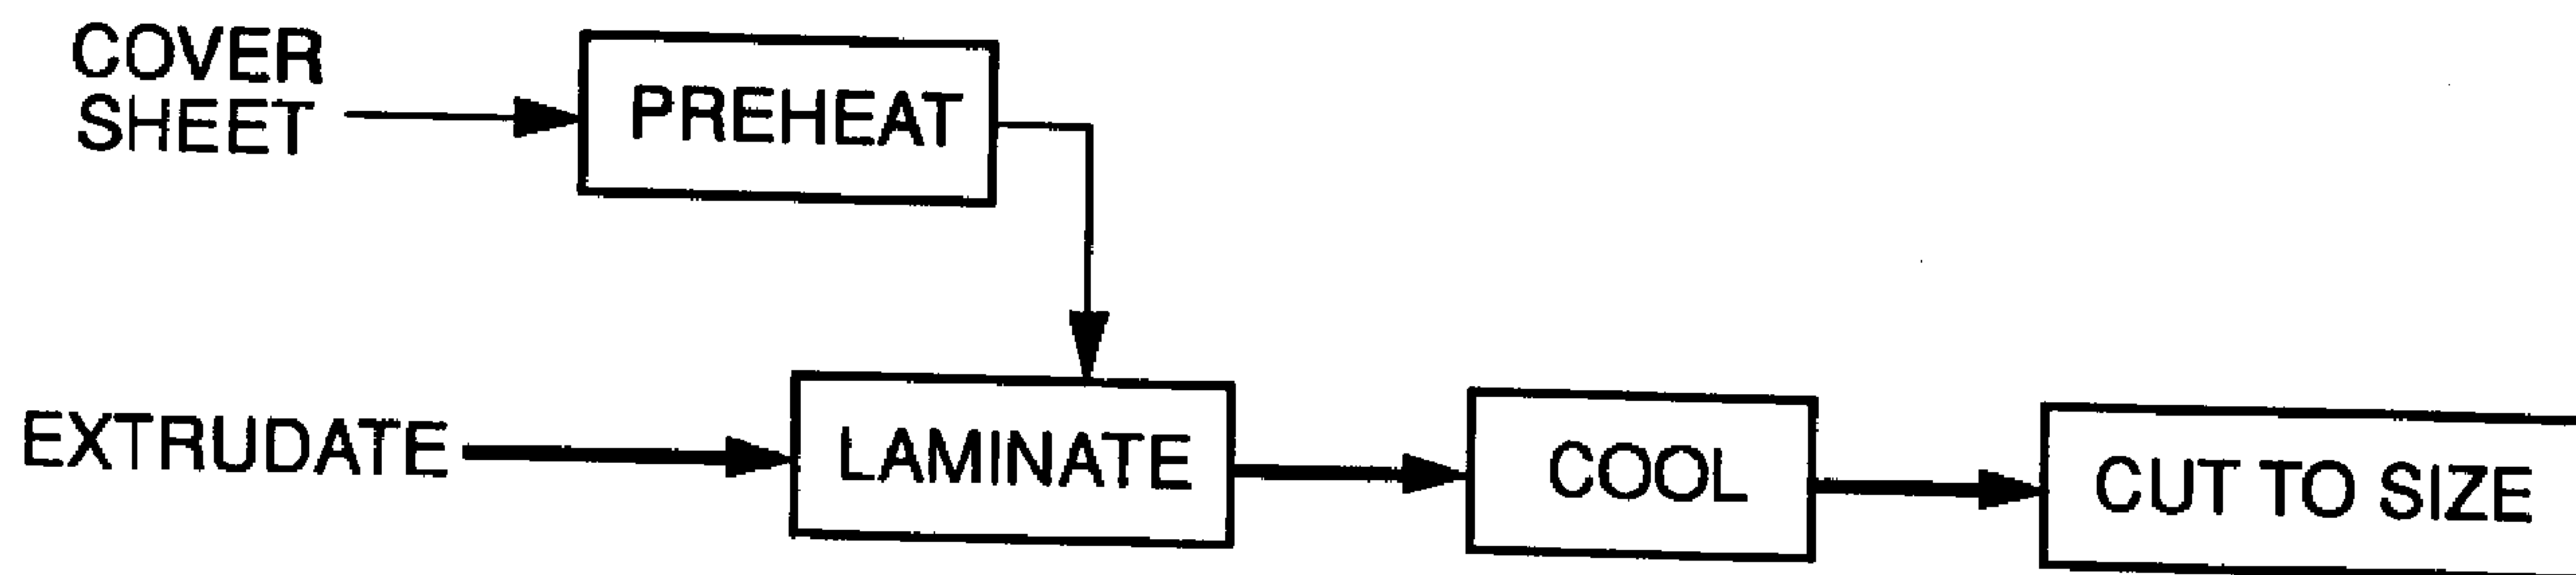 COVER
SHEET
PREHEAT
EXTRUDATE
LAMINATE
COOL
CUT TO SIZE